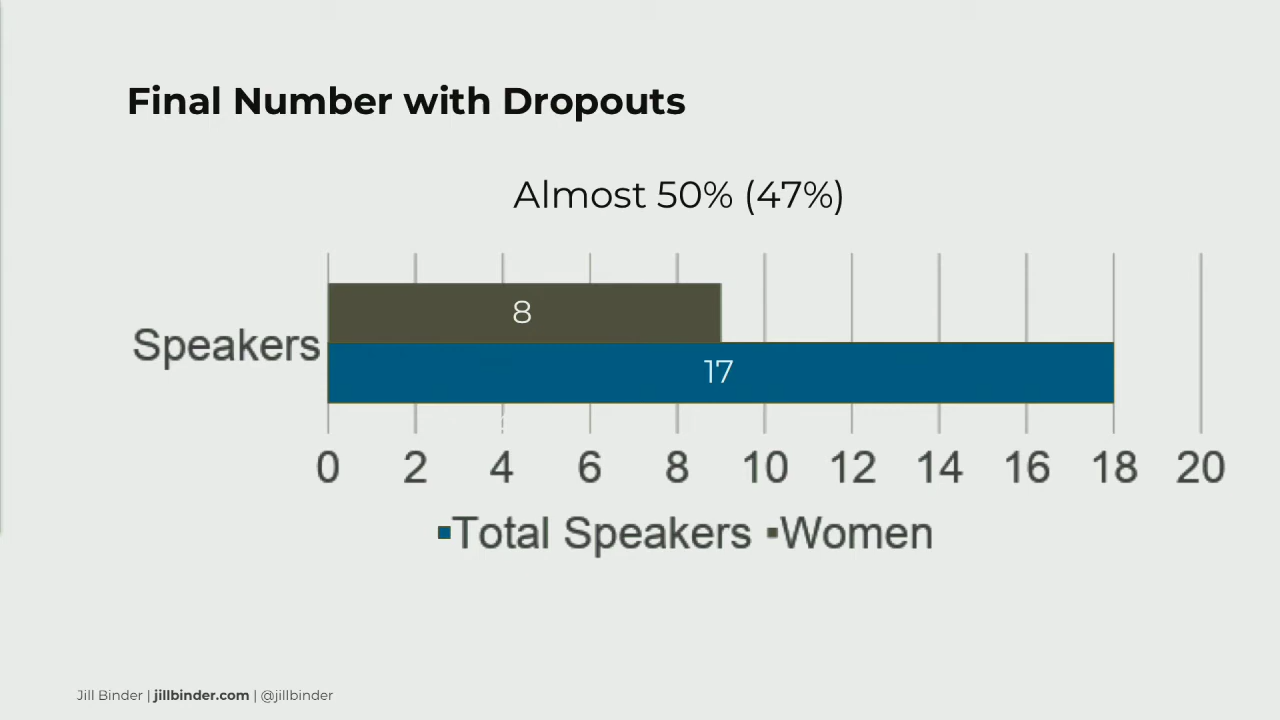 Final Number with Dropouts
Almost 50% (47%)
8
Speakers
17
0 2 4 6 8 10 12 14 16 18 20
Total Speakers Women
Jill Binder | jillbinder.com | @jillbinder